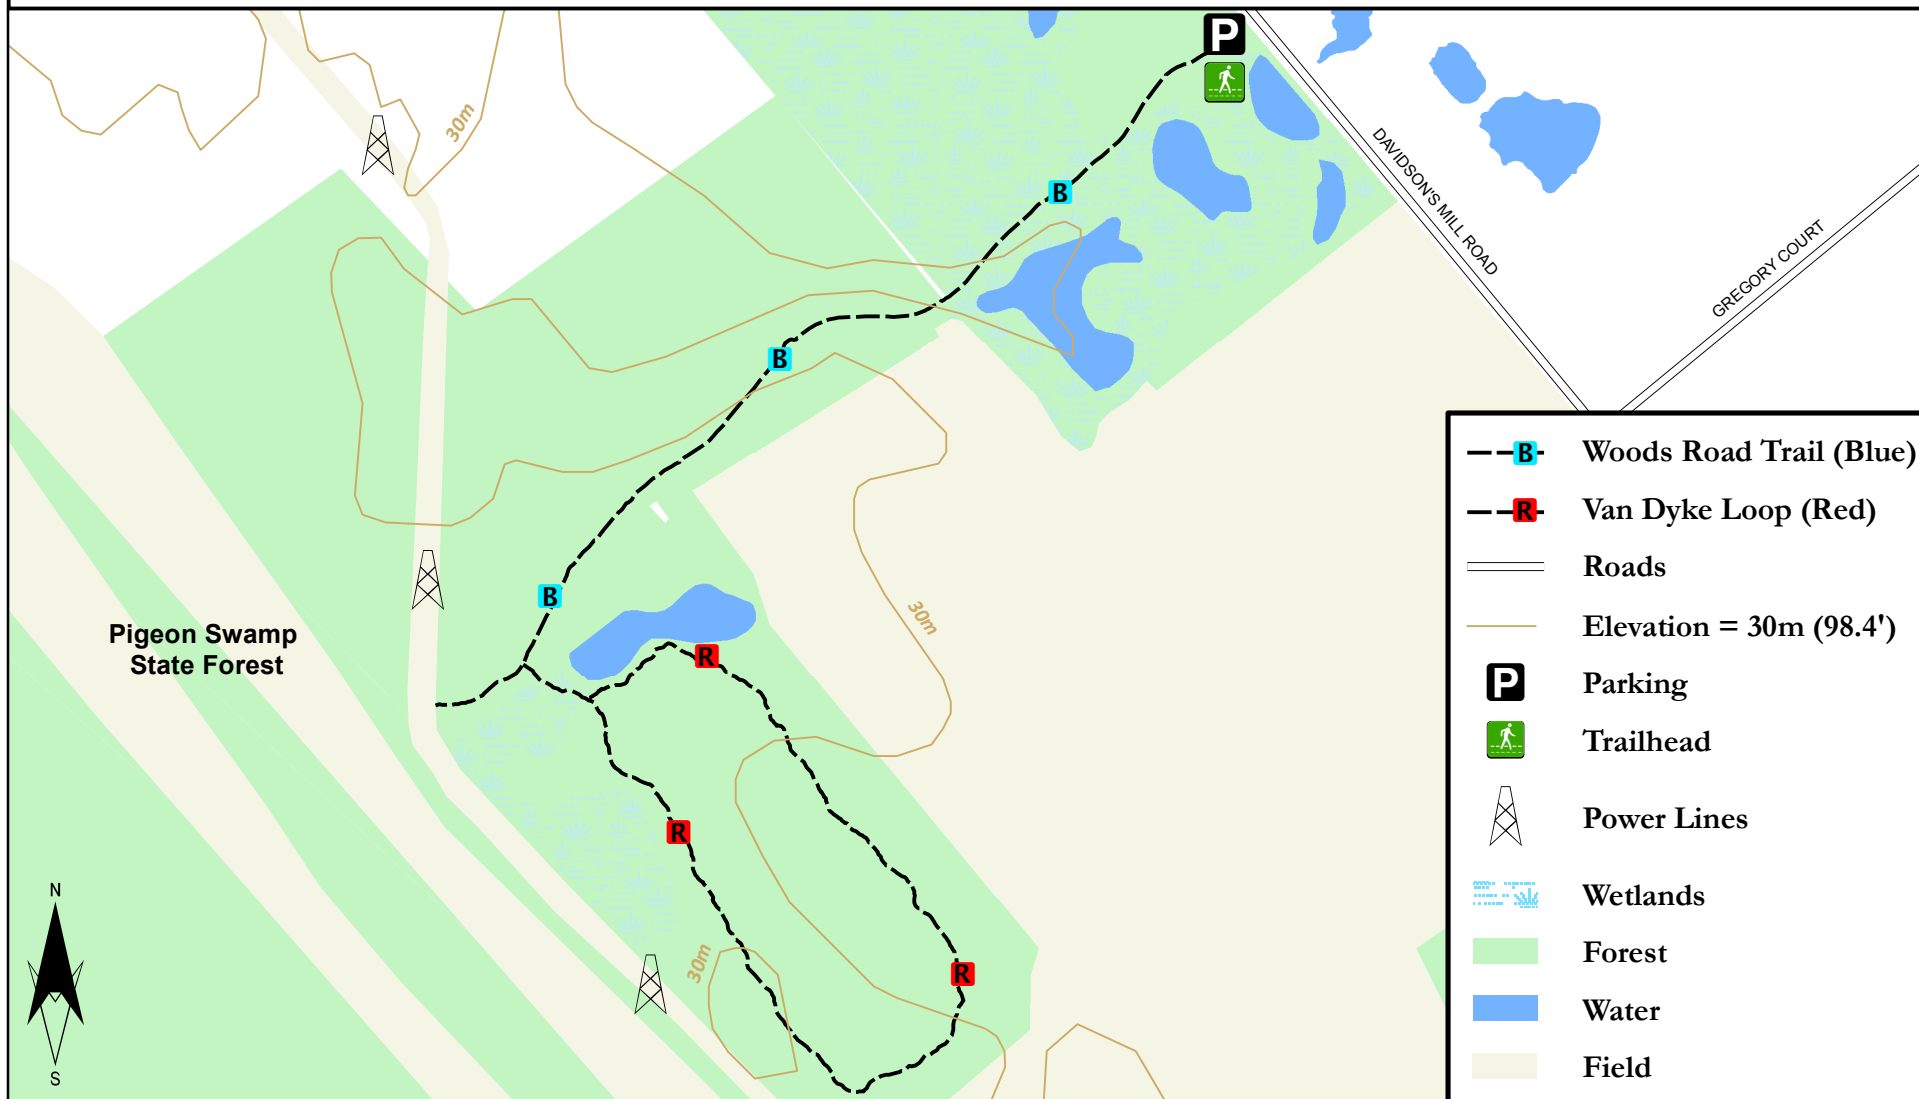 P
30m
DAVIDSON'S MILL ROAD
B
GREGORY COURT
B
B
30m
Pigeon Swamp
State Forest
R
R
30m
R
N
S
B Woods Road Trail (Blue)
R Van Dyke Loop (Red)
Roads
Elevation = 30m (98.4')
P Parking
Trailhead
Power Lines
Wetlands
Forest
Water
Field